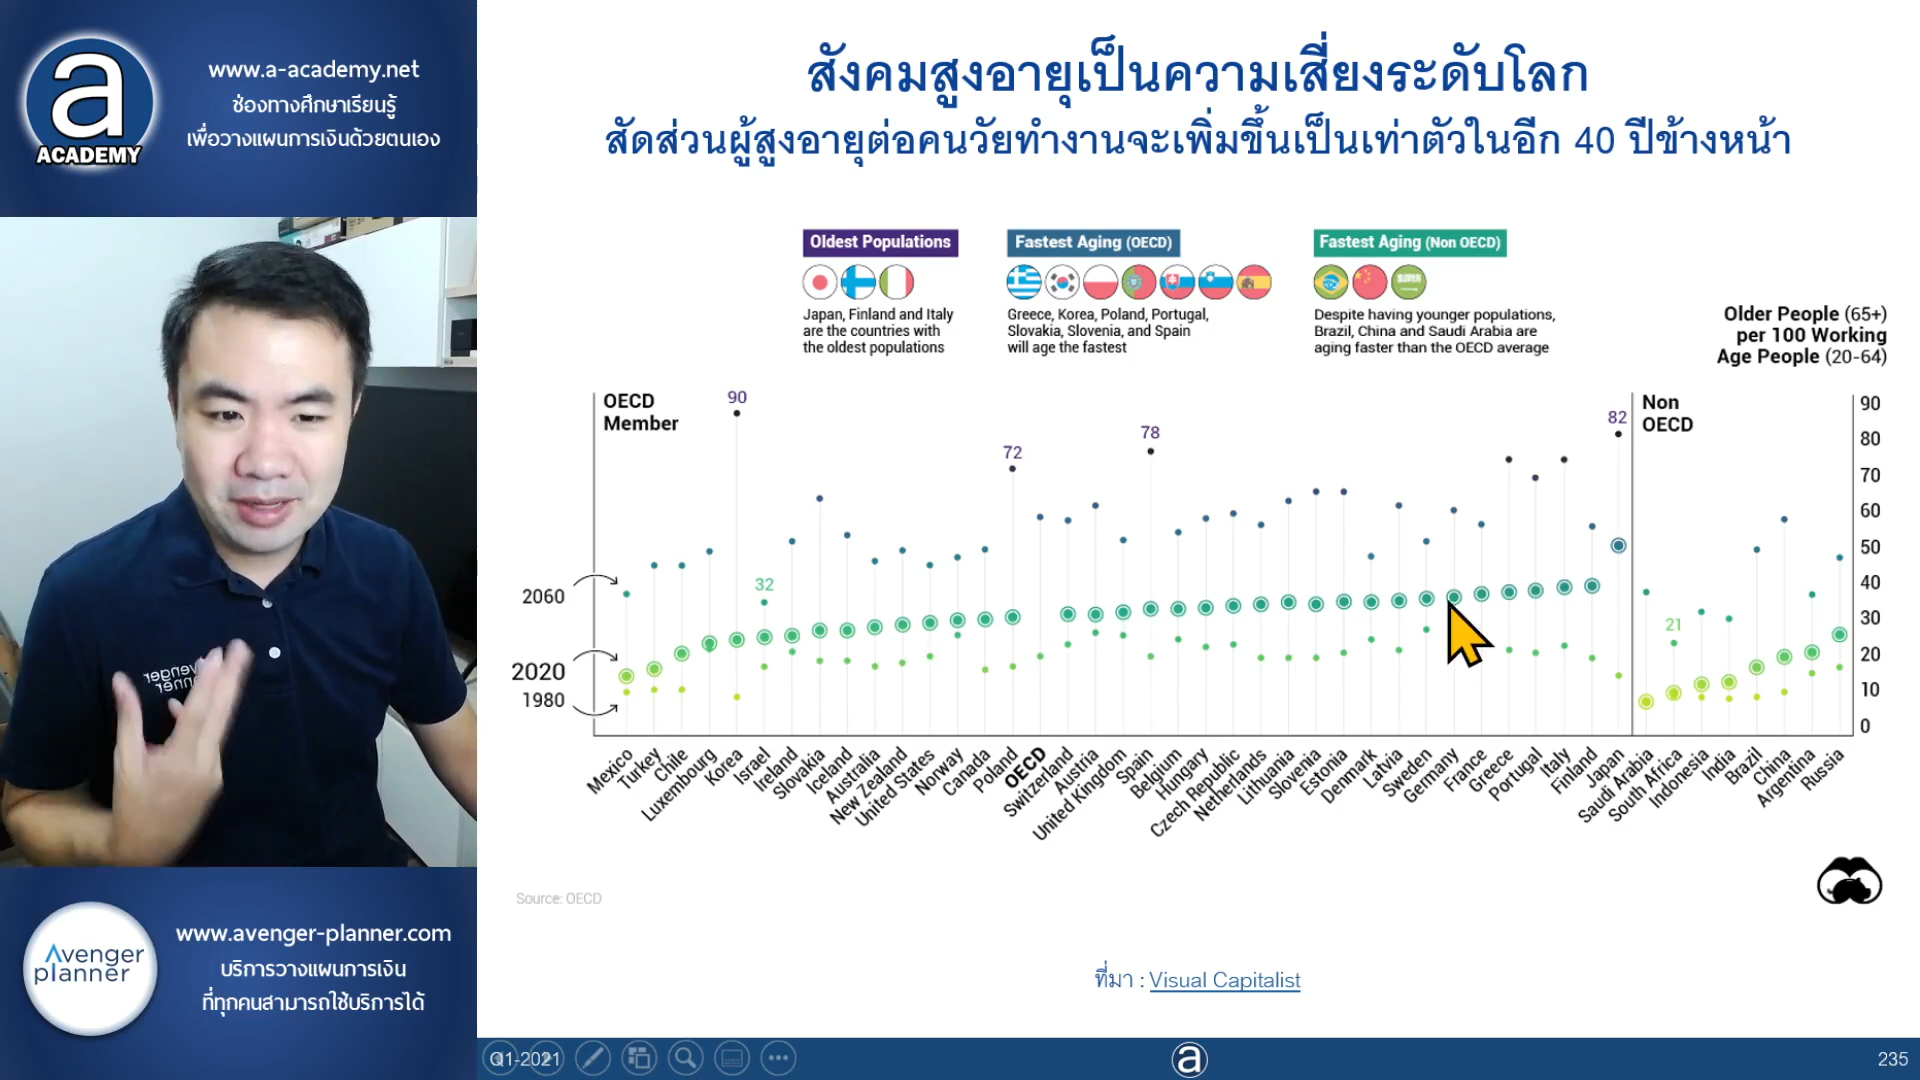 a
ACADEMY
www.a-academy.net
ช่องทางศึกษาเรียนรู้
เพื่อวางแผนการเงินด้วยตนเอง
Avenger
planner
www.avenger-planner.com
บริการวางแผนการเงิน
ที่ทุกคนสามารถใช้บริการได้
สังคมสูงอายุเป็นความเสี่ยงระดับโลก
สัดส่วนผู้สูงอายุต่อคนวัยทำงานจะเพิ่มขึ้นเป็นเท่าตัวในอีก 40 ปีข้างหน้า
Oldest Populations
Japan, Finland and Italy
are the countries with
the oldest populations
Fastest Aging (OECD)
Greece, Korea, Poland, Portugal,
Slovakia, Slovenia, and Spain
will age the fastest
Fastest Aging (Non OECD)
Despite having younger populations,
Brazil, China and Saudi Arabia are
aging faster than the OECD average
Older People (65+)
per 100 Working
Age People (20-64)
OECD
Member
Non
OECD
90
32
72
78
82
21
2060
2020
1980
90
80
70
60
50
40
30
20
10
0
Mexico
Turkey
Chile
Luxembourg
Korea
Israel
Ireland
Slovakia
Iceland
Australia
New Zealand
United States
Norway
Canada
Poland
OECD
Switzerland
Austria
United Kingdom
Spain
Belgium
Hungary
Czech Republic
Netherlands
Lithuania
Slovenia
Estonia
Denmark
Latvia
Sweden
Germany
France
Greece
Portugal
Italy
Finland
Japan
Saudi Arabia
South Africa
Indonesia
India
Brazil
China
Argentina
Russia
Source: OECD
ที่มา : Visual Capitalist
Q1-2021
a
235